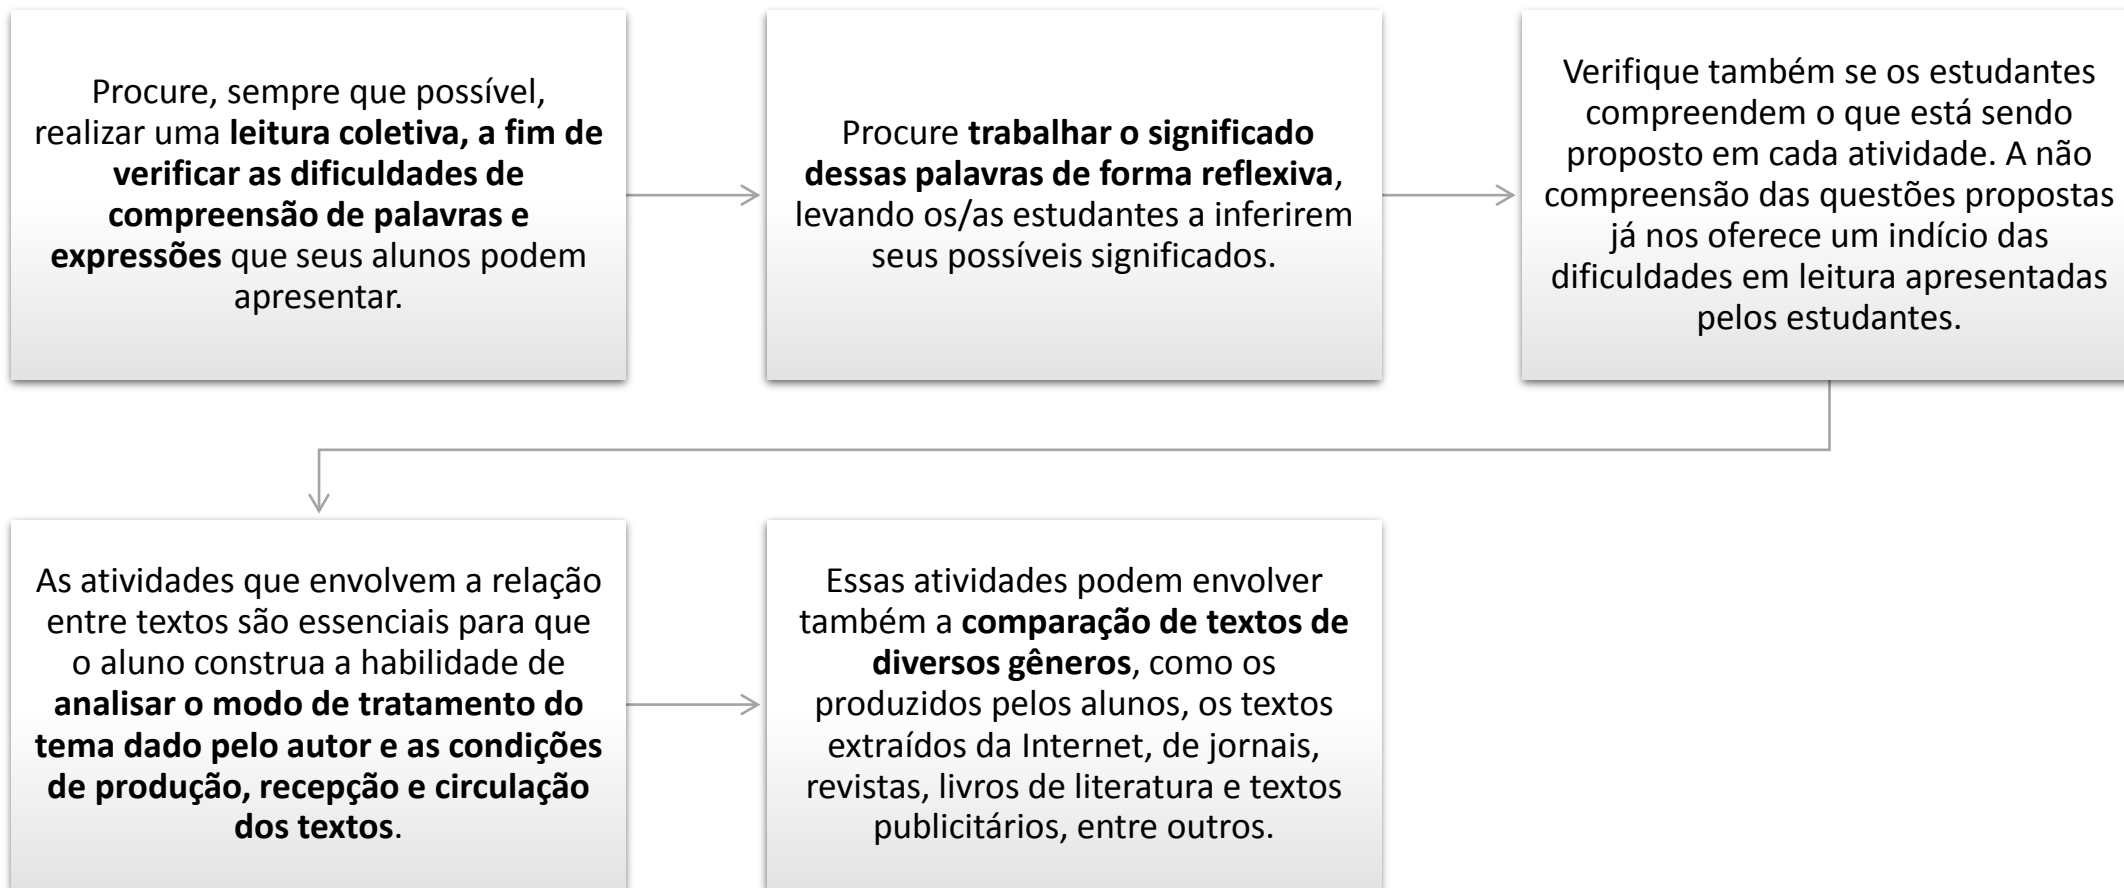 Procure, sempre que possível,
realizar uma leitura coletiva, a fim de
verificar as dificuldades de
compreensão de palavras e
expressões que seus alunos podem
apresentar.
Procure trabalhar o significado
dessas palavras de forma reflexiva,
levando os/as estudantes a inferirem
seus possíveis significados.
Verifique também se os estudantes
compreendem o que está sendo
proposto em cada atividade. A não
compreensão das questões propostas
já nos oferece um indício das
dificuldades em leitura apresentadas
pelos estudantes.
As atividades que envolvem a relação
entre textos são essenciais para que
o aluno construa a habilidade de
analisar o modo de tratamento do
tema dado pelo autor e as condições
de produção, recepção e circulação
dos textos.
Essas atividades podem envolver
também a comparação de textos de
diversos gêneros, como os
produzidos pelos alunos, os textos
extraídos da Internet, de jornais,
revistas, livros de literatura e textos
publicitários, entre outros.